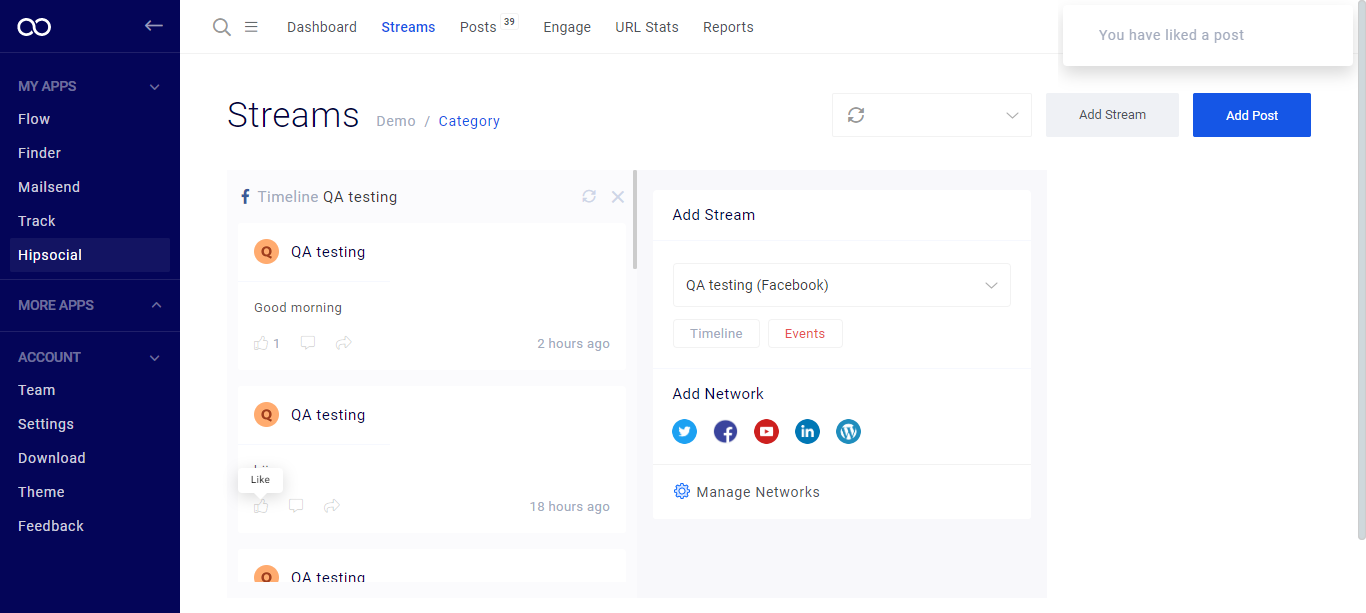 Dashboard
Streams
Posts 39
Engage
URL Stats
Reports
You have liked a post
MY APPS
Flow
Finder
Mailsend
Track
Hipsocial
MORE APPS
ACCOUNT
Team
Settings
Download
Theme
Feedback
Streams
Demo / Category
Add Stream
Add Post
Timeline QA testing
Q QA testing
Good morning
1
2 hours ago
Q QA testing
Like
18 hours ago
Q QA testing
Add Stream
QA testing (Facebook)
Timeline
Events
Add Network
Manage Networks